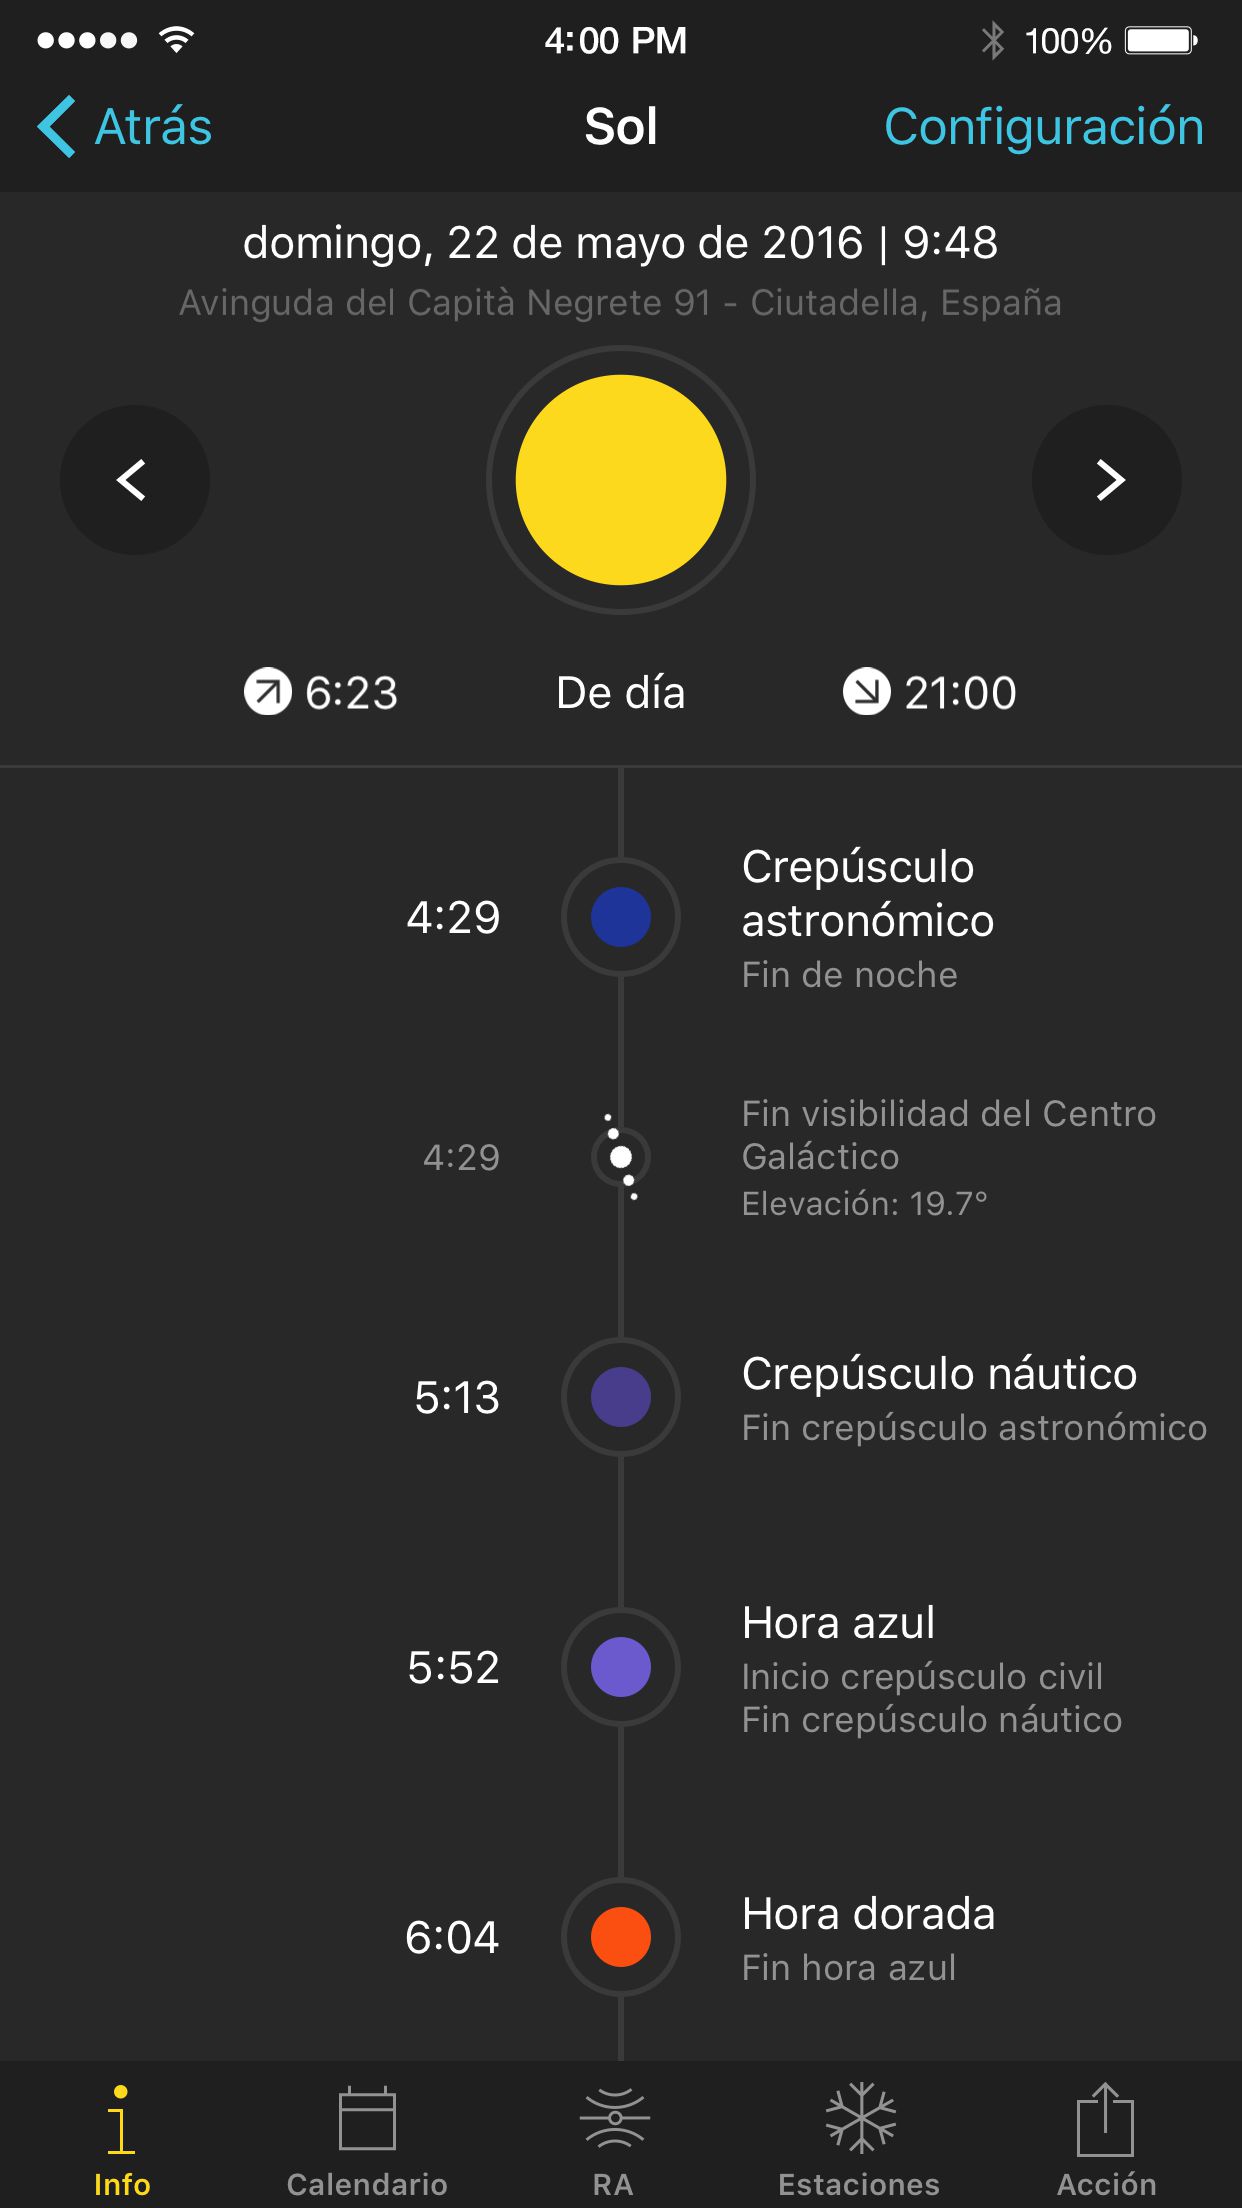 4:00 PM
100%
Atrás
Sol
Configuración
domingo, 22 de mayo de 2016 | 9:48
Avinguda del Capità Negrete 91 - Ciutadella, España
6:23
De día
21:00
4:29
Crepúsculo
astronómico
Fin de noche
4:29
Fin visibilidad del Centro
Galáctico
Elevación: 19.7°
5:13
Crepúsculo náutico
Fin crepúsculo astronómico
5:52
Hora azul
Inicio crepúsculo civil
Fin crepúsculo náutico
6:04
Hora dorada
Fin hora azul
Info
Calendario
RA
Estaciones
Acción